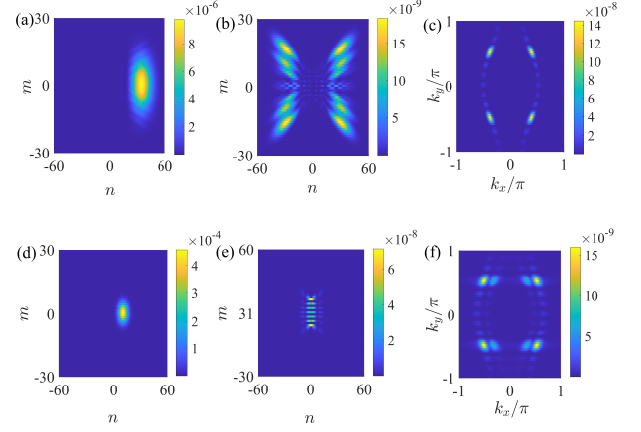 (a) 30 0 -30 m -60 0 60 n ×10⁻⁶ 8 6 4 2
(b) 30 0 -30 m -60 0 60 n ×10⁻⁹ 15 10 5
(c) 1 0 -1 k_y/π -1 0 1 k_x/π ×10⁻⁸ 14 12 10 8 6 4 2
(d) 30 0 -30 m -60 0 60 n ×10⁻⁴ 4 3 2 1
(e) 60 31 -30 m -60 0 60 n ×10⁻⁸ 6 4 2
(f) 1 0 -1 k_y/π -1 0 1 k_x/π ×10⁻⁹ 15 10 5